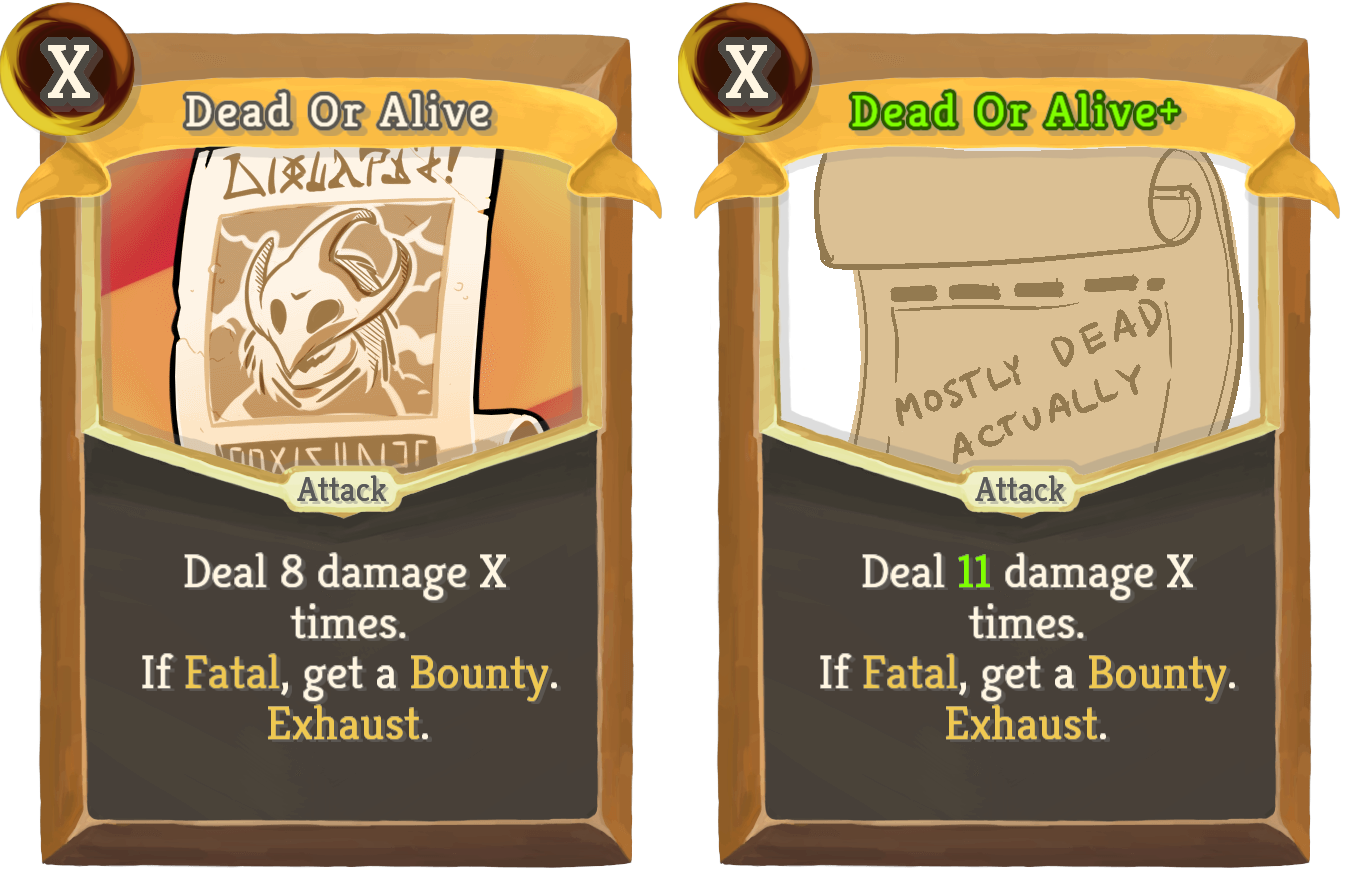 X
Dead Or Alive
Attack
Deal 8 damage X
times.
If Fatal, get a Bounty.
Exhaust.
X
Dead Or Alive+
MOSTLY DEAD
ACTUALLY
Attack
Deal 11 damage X
times.
If Fatal, get a Bounty.
Exhaust.